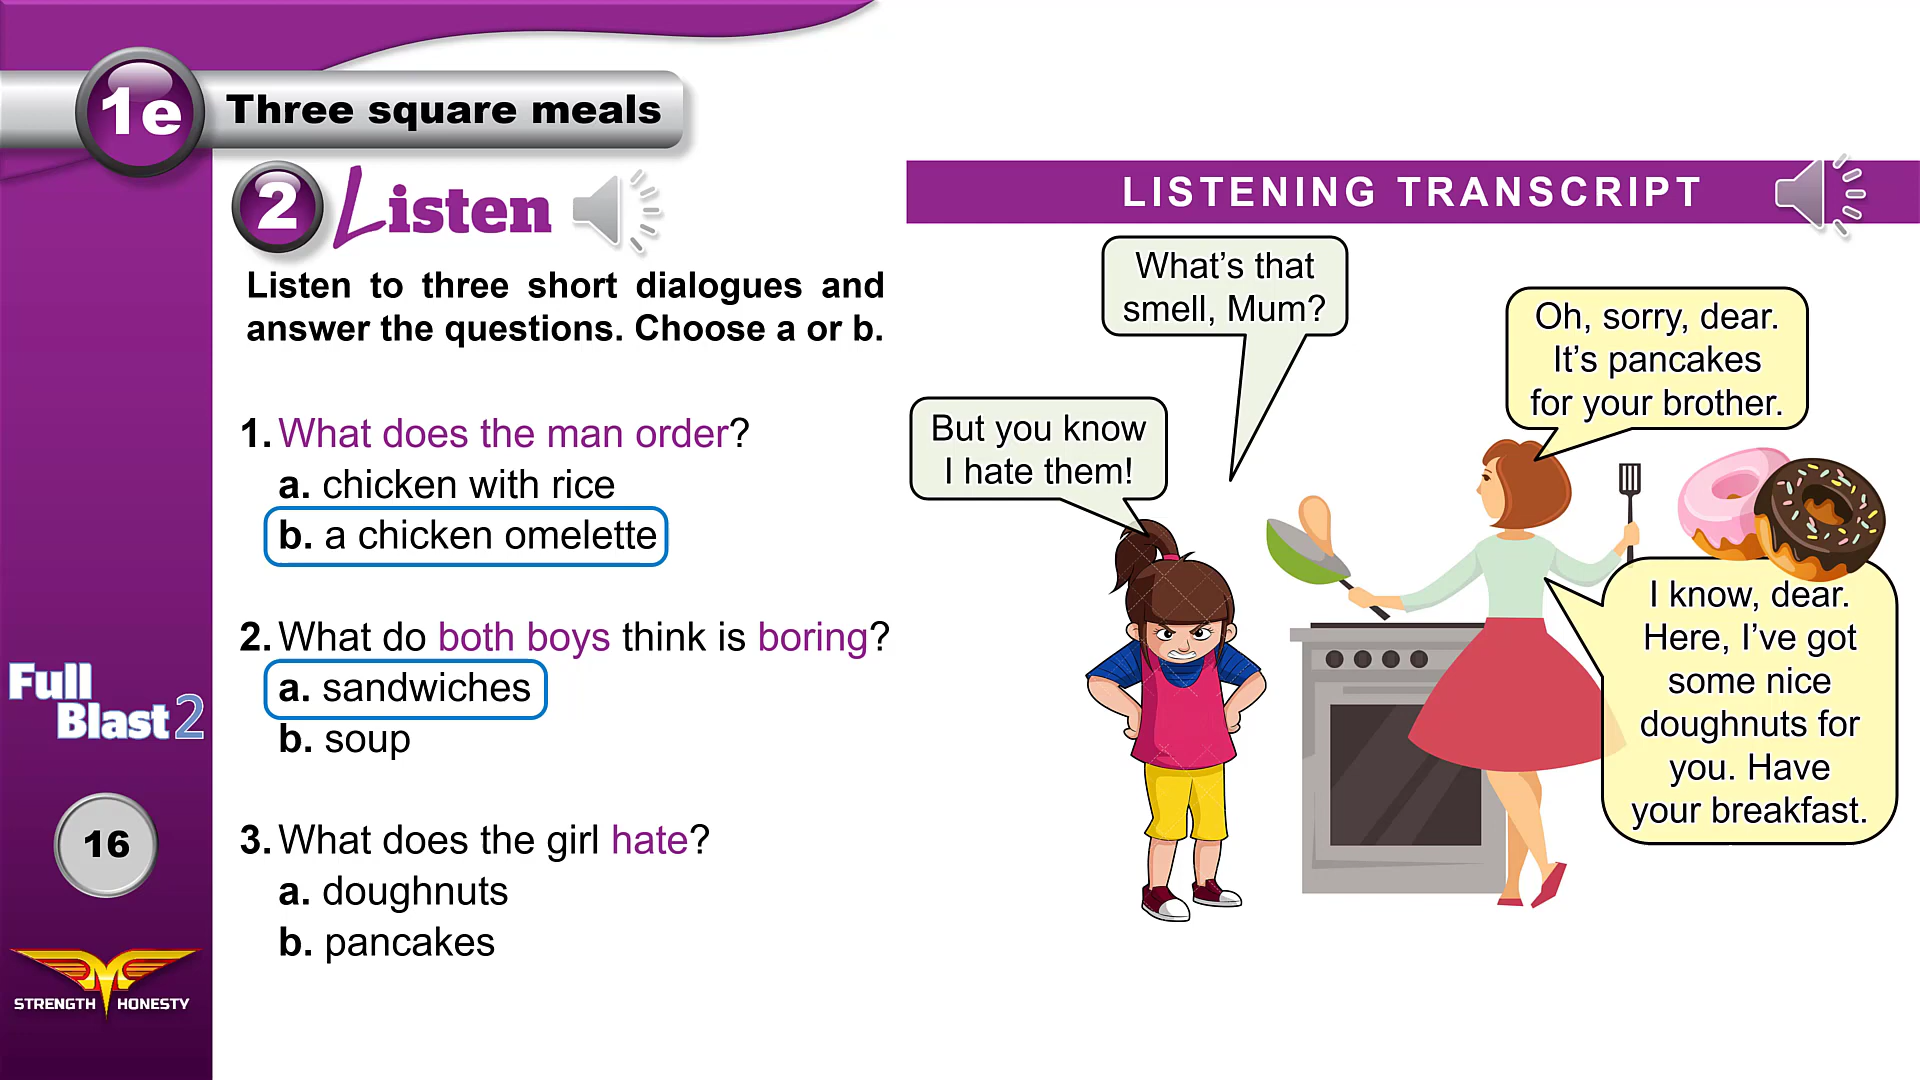 1e Three square meals
2 Listen
Listen to three short dialogues and
answer the questions. Choose a or b.
1. What does the man order?
a. chicken with rice
b. a chicken omelette
2. What do both boys think is boring?
a. sandwiches
b. soup
3. What does the girl hate?
a. doughnuts
b. pancakes
Full
Blast 2
16
STRENGTH HONESTY
LISTENING TRANSCRIPT
What's that
smell, Mum?
Oh, sorry, dear.
It's pancakes
for your brother.
But you know
I hate them!
I know, dear.
Here, I've got
some nice
doughnuts for
you. Have
your breakfast.